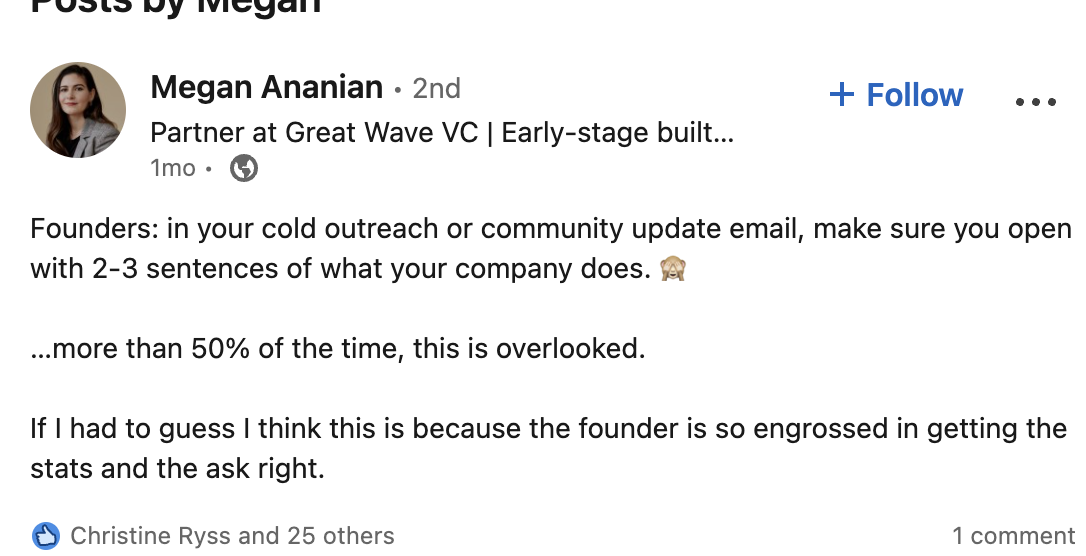 Posts by Megan
Megan Ananian • 2nd
+ Follow
Partner at Great Wave VC | Early-stage built...
1mo •
Founders: in your cold outreach or community update email, make sure you open
with 2-3 sentences of what your company does. 🙈
...more than 50% of the time, this is overlooked.
If I had to guess I think this is because the founder is so engrossed in getting the
stats and the ask right.
Christine Ryss and 25 others
1 comment